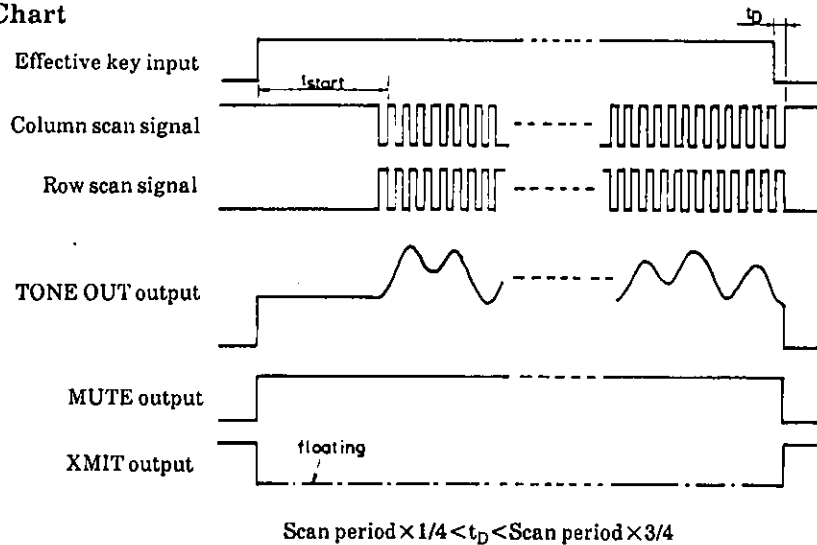 Chart
tD
Effective key input
tstart
Column scan signal
Row scan signal
TONE OUT output
MUTE output
floating
XMIT output
Scan period×1/4<tD<Scan period×3/4